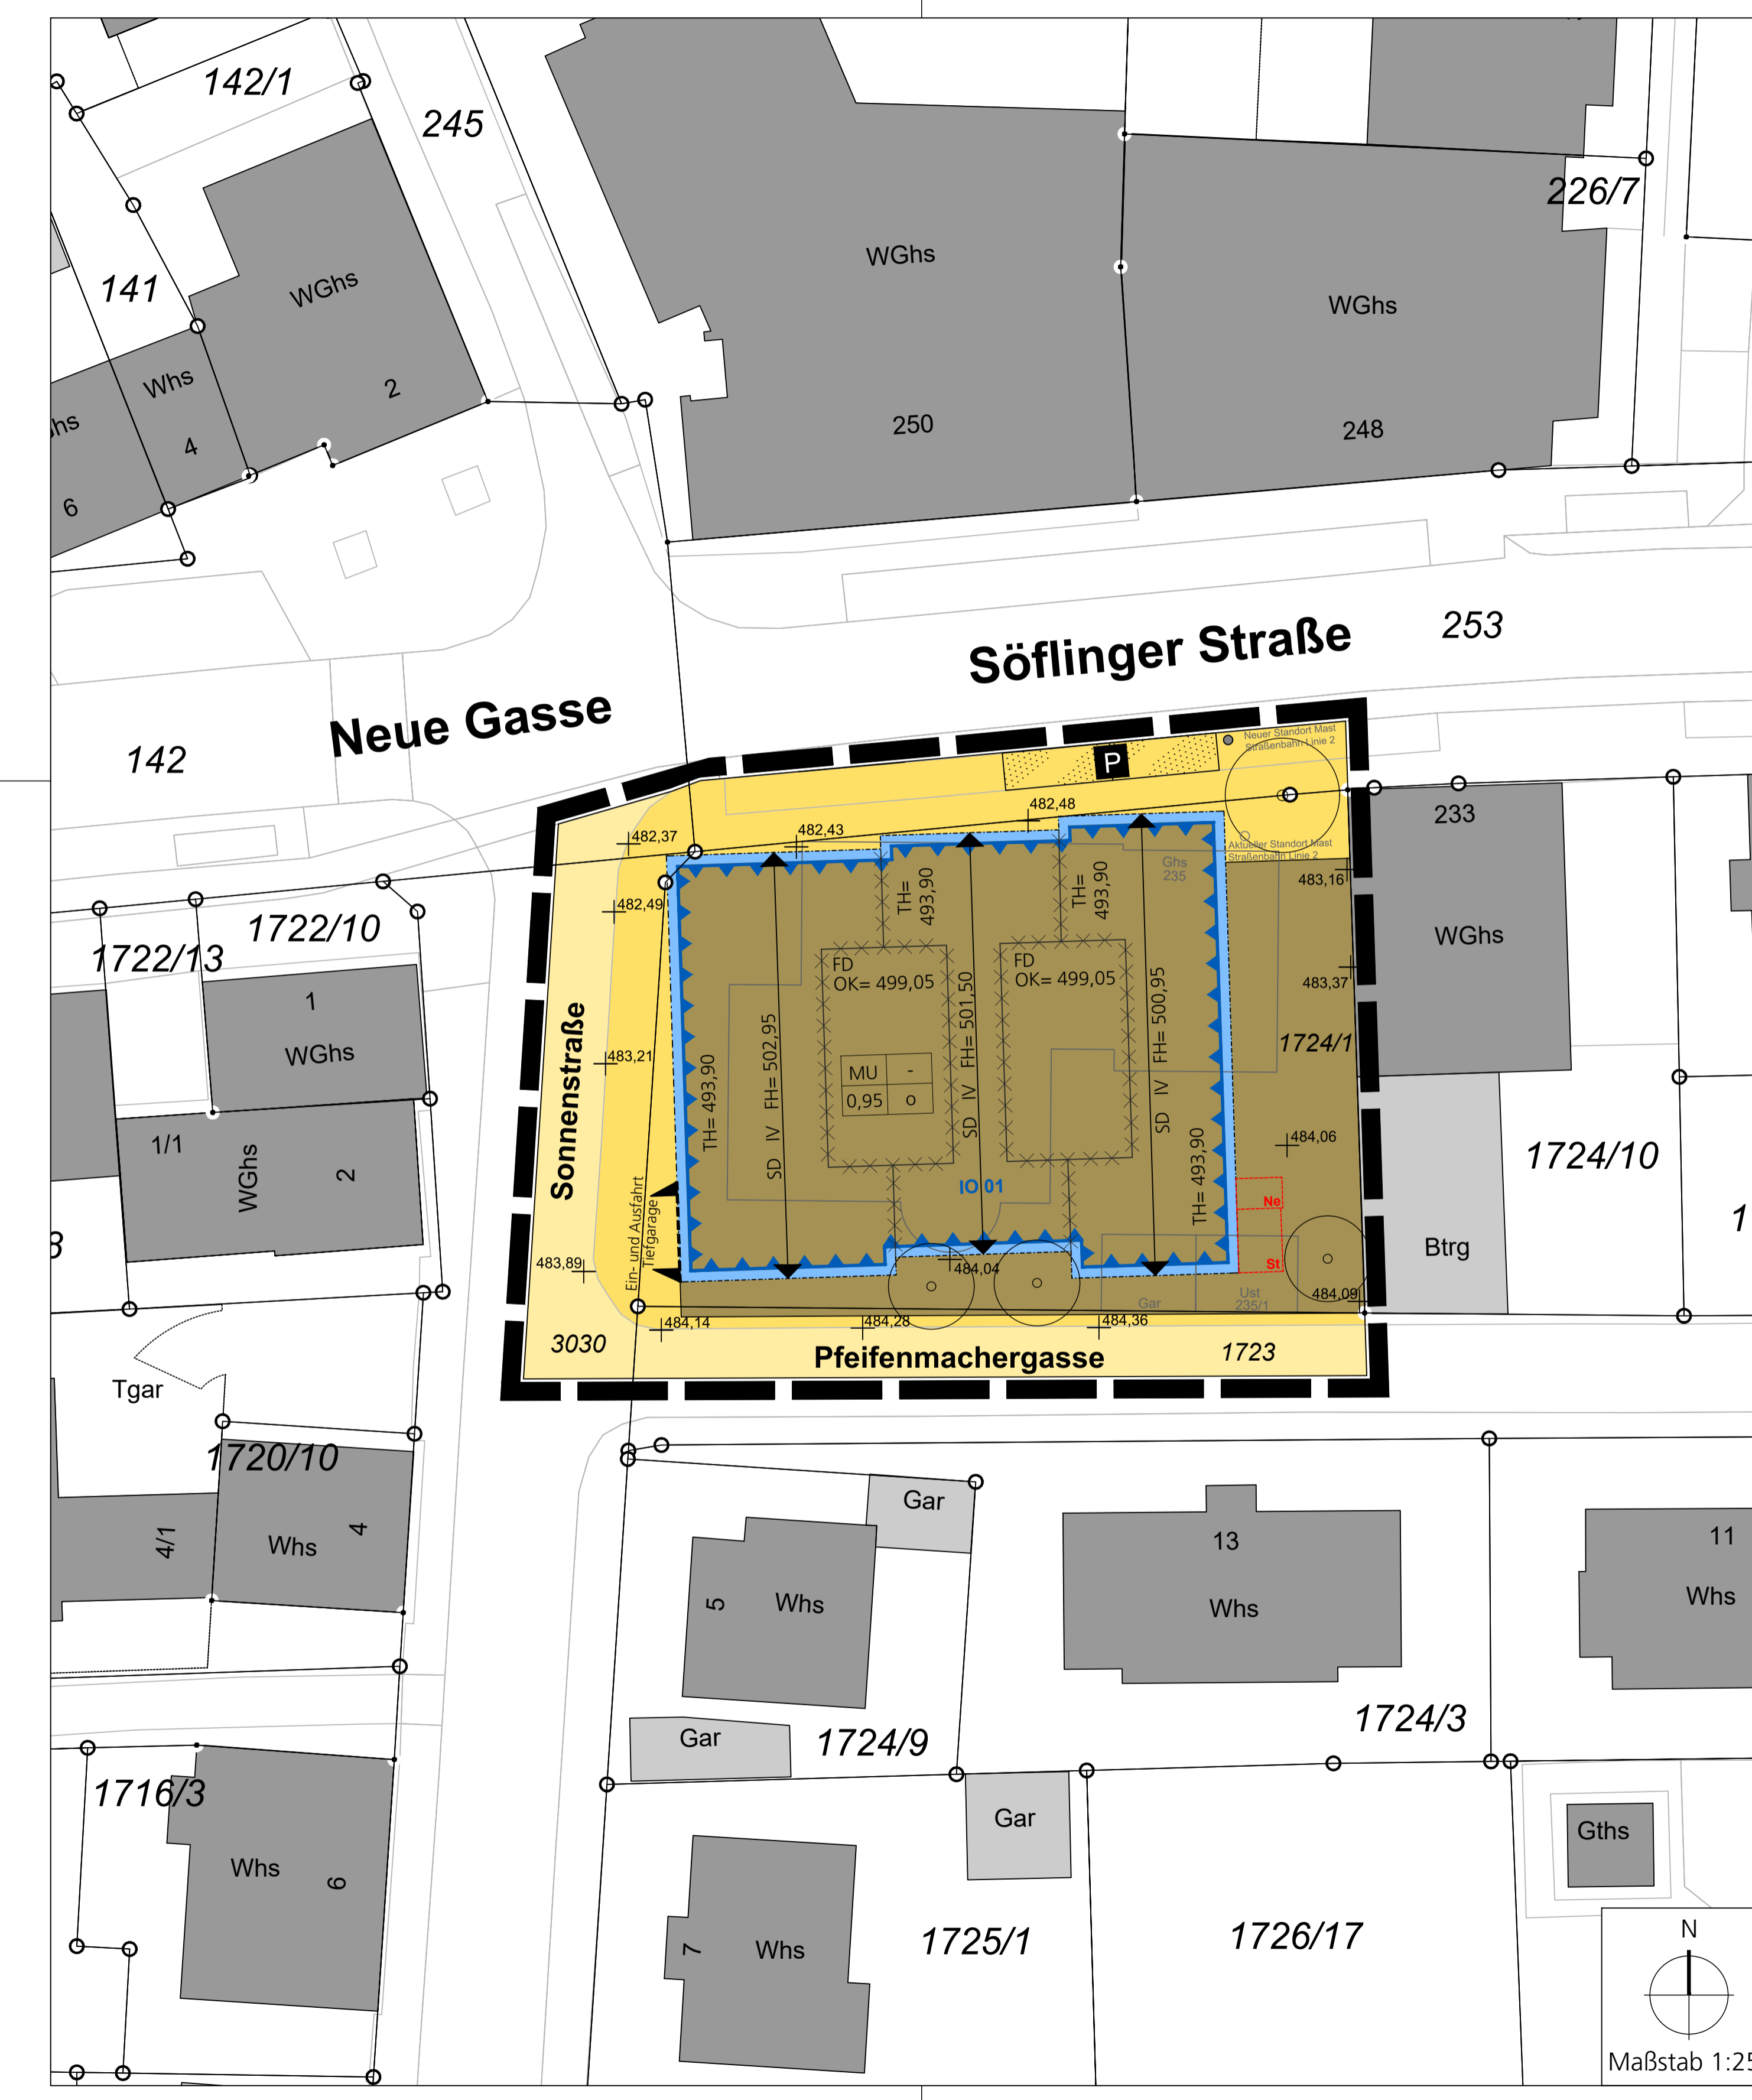 142/1
245
226/7
141
WGhs
WGhs
WGhs
Whs
2
4
6
250
248
Söflinger Straße
253
Neue Gasse
142
Neuer Standort Mast
Straßenbahn Linie 2
P
482,48
482,43
482,37
233
Aktueller Standort Mast
Straßenbahn Linie 2
Ghs
235
483,16
482,49
TH=
493,90
TH=
493,90
1722/10
1722/13
WGhs
FD
OK= 499,05
FD
OK= 499,05
483,37
1
WGhs
Sonnenstraße
483,21
SD IV FH= 502,95
SD IV FH= 501,50
SD IV FH= 500,95
1724/1
MU -
0,95 o
TH= 493,90
TH= 493,90
484,06
1/1
WGhs
2
1724/10
IO 01
Ein- und Ausfahrt
Tiefgarage
Ne
St
Btrg
483,89
484,04
484,09
Gar
Ust
235/1
484,14
484,28
484,36
3030
Pfeifenmachergasse
1723
Tgar
1720/10
4/1
Whs
4
Gar
13
Whs
11
Whs
5
Whs
Gar
1724/9
1724/3
1716/3
Whs
6
Gar
Gths
7
Whs
1725/1
1726/17
N
Maßstab 1:25